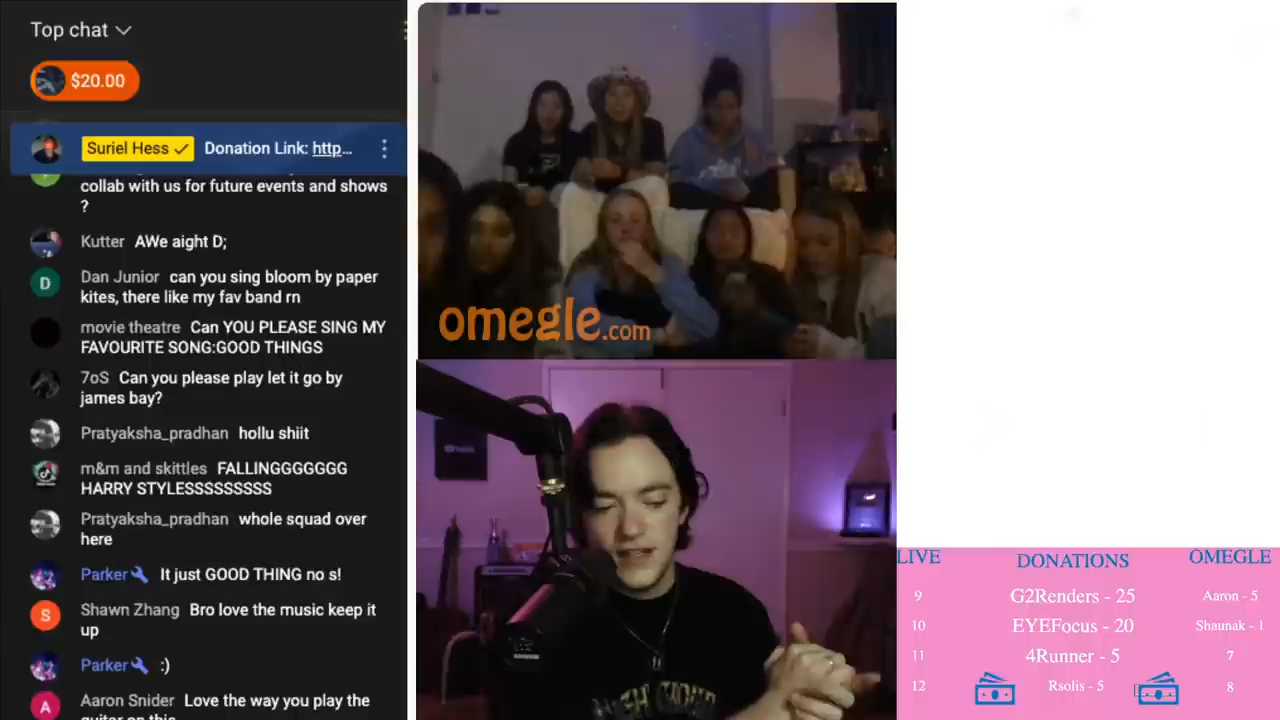 Top chat
$20.00
Suriel Hess Donation Link: http...
collab with us for future events and shows
?
Kutter AWe aight D;
D
Dan Junior can you sing bloom by paper
kites, there like my fav band rn
movie theatre Can YOU PLEASE SING MY
FAVOURITE SONG:GOOD THINGS
7oS Can you please play let it go by
james bay?
Pratyaksha_pradhan hollu shiit
m&m and skittles FALLINGGGGGGG
HARRY STYLESSSSSSSSS
Pratyaksha_pradhan whole squad over
here
Parker It just GOOD THING no s!
S
Shawn Zhang Bro love the music keep it
up
Parker :)
A
Aaron Snider Love the way you play the
guitar on this
omegle.com
LIVE DONATIONS OMEGLE
9 G2Renders - 25 Aaron - 5
10 EYEFocus - 20 Shaunak - 1
11 4Runner - 5 7
12 Rsolis - 5 8